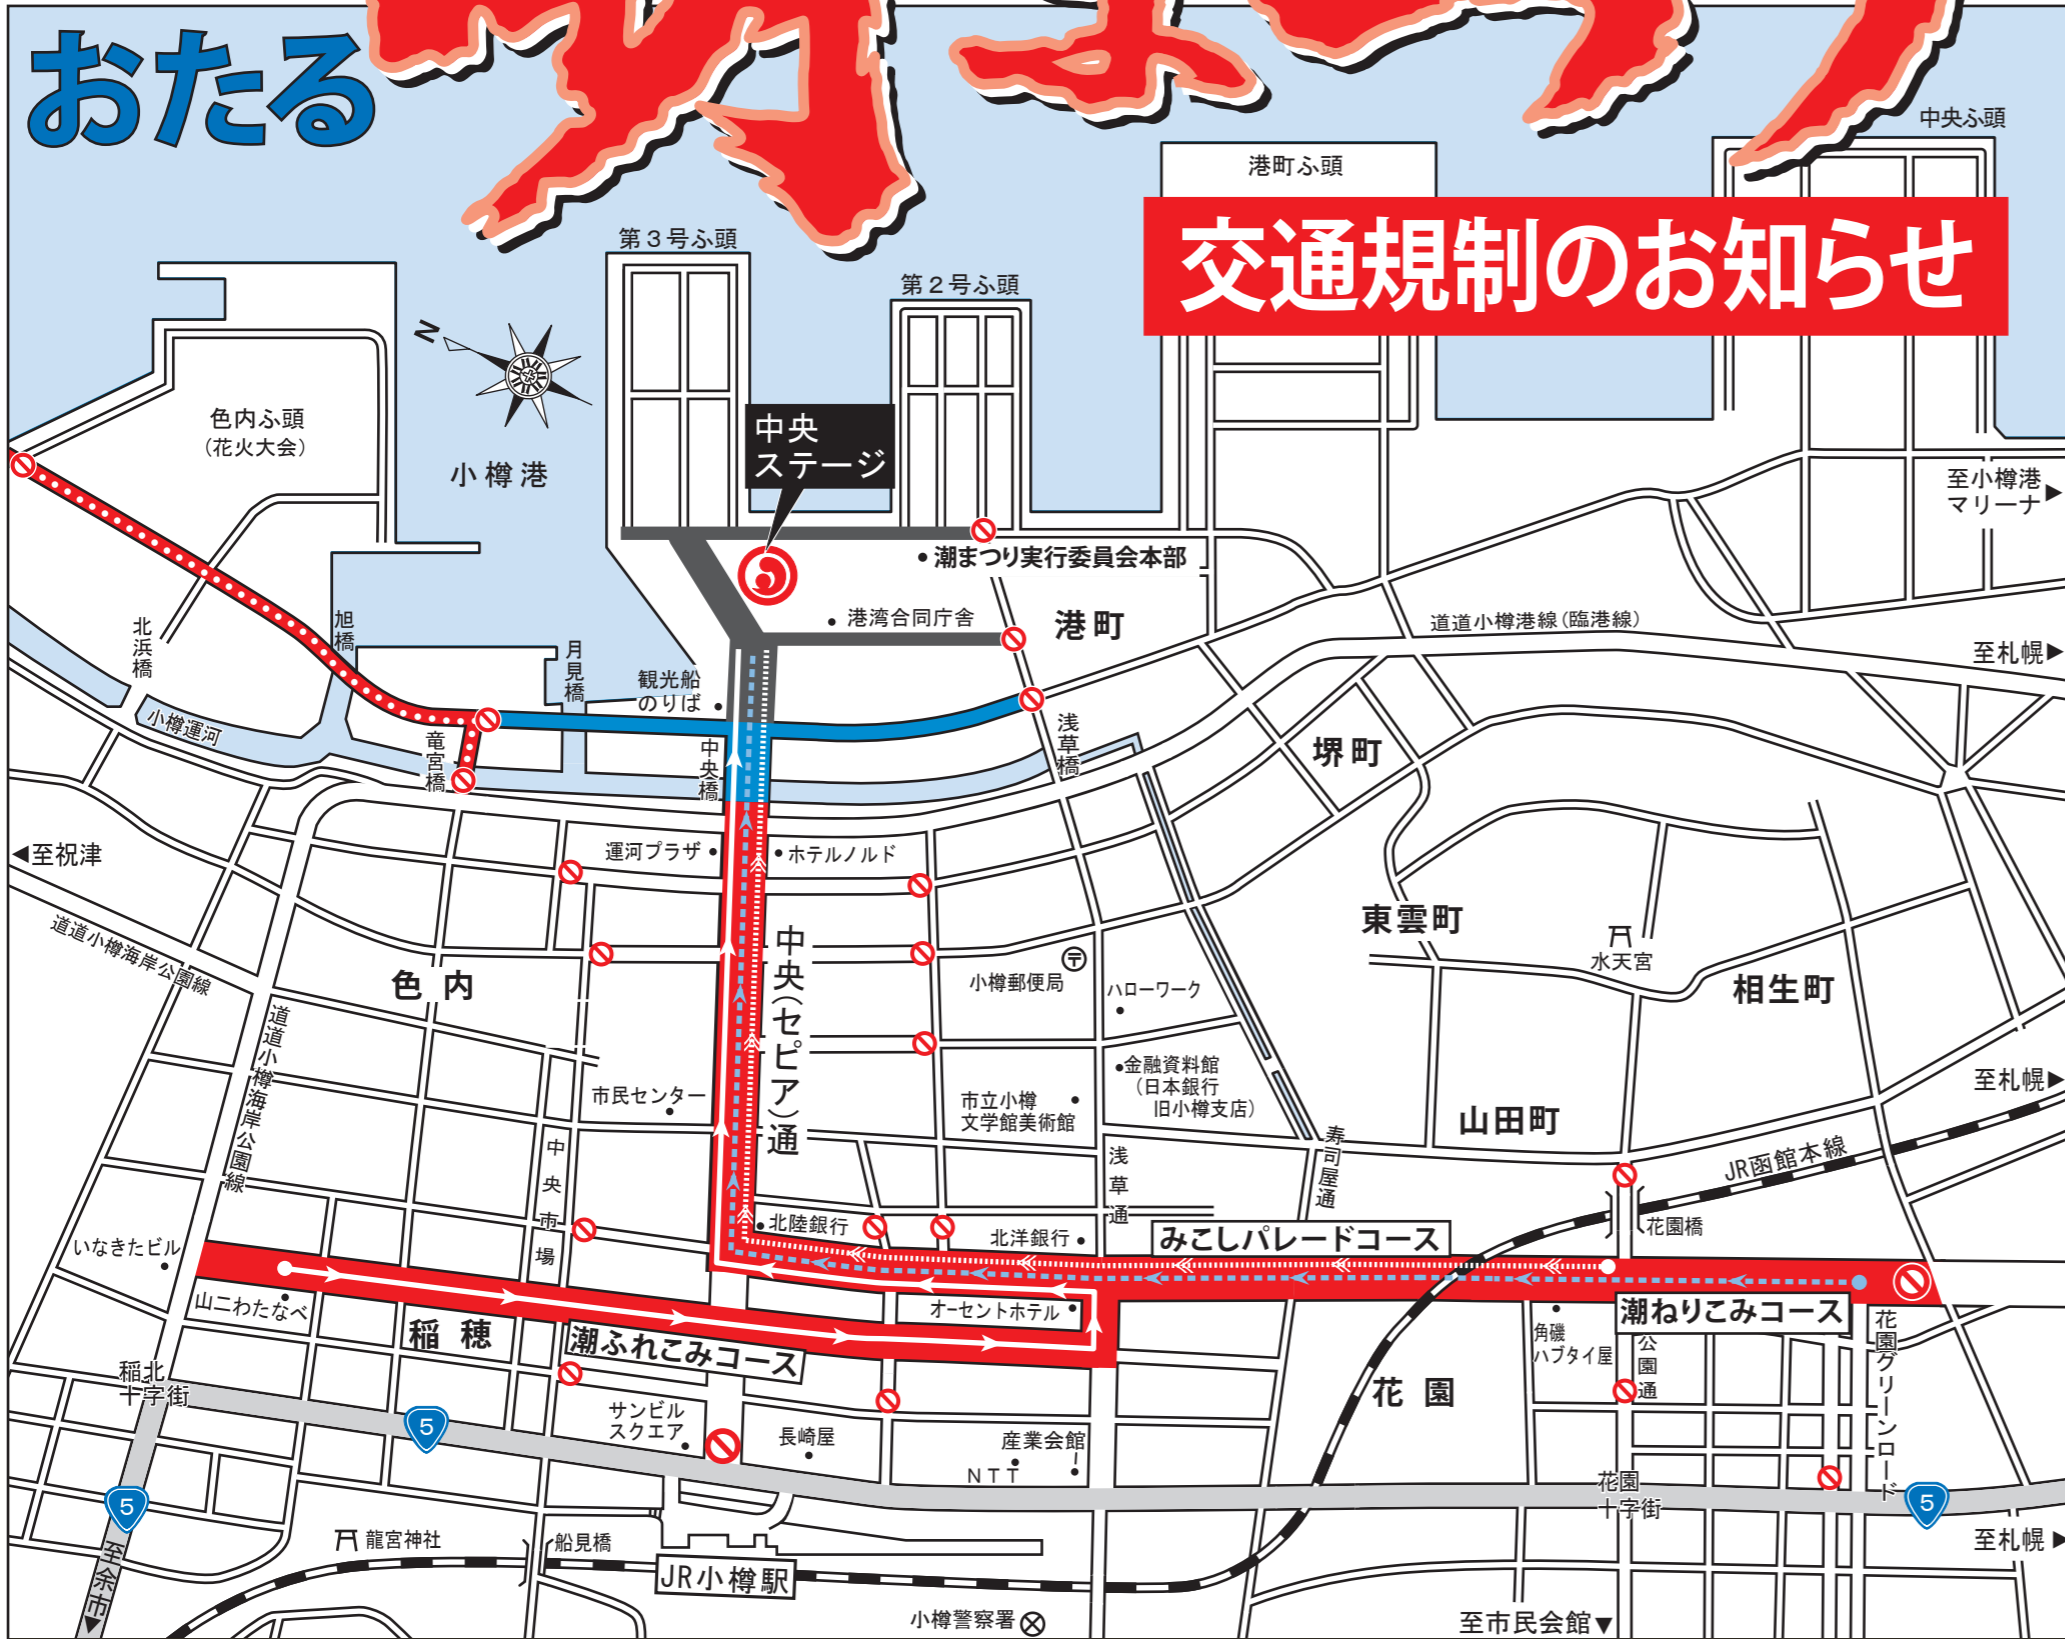 おたる
潮まつり
交通規制のお知らせ
中央ふ頭
港町ふ頭
第3号ふ頭
第2号ふ頭
N
色内ふ頭
(花火大会)
小樽港
中央
ステージ
至小樽港
マリーナ▶
潮まつり実行委員会本部
港湾合同庁舎
港町
道道小樽港線(臨港線)
至札幌▶
北浜橋
旭橋
月見橋
観光船
のりば
小樽運河
竜宮橋
中央橋
浅草橋
堺町
◀至祝津
運河プラザ
ホテルノルド
東雲町
水天宮
相生町
道道小樽海岸公園線
色内
中央(セピア)通
小樽郵便局
ハローワーク
道道小樽海岸公園線
金融資料館
(日本銀行
旧小樽支店)
市民センター
市立小樽
文学館美術館
山田町
至札幌▶
JR函館本線
中央市場
浅草通
寿司屋通
北陸銀行
北洋銀行
みこしパレードコース
花園橋
いなきたビル
山二わたなべ
オーセントホテル
潮ねりこみコース
稲穂
潮ふれこみコース
角磯
ハブタイ屋
公園通
花園グリーンロード
稲北
十字街
花園
5
サンビル
スクエア
長崎屋
産業会館
NTT
花園
十字街
5
5
至余市▼
龍宮神社
船見橋
JR小樽駅
至札幌▶
小樽警察署
至市民会館▼